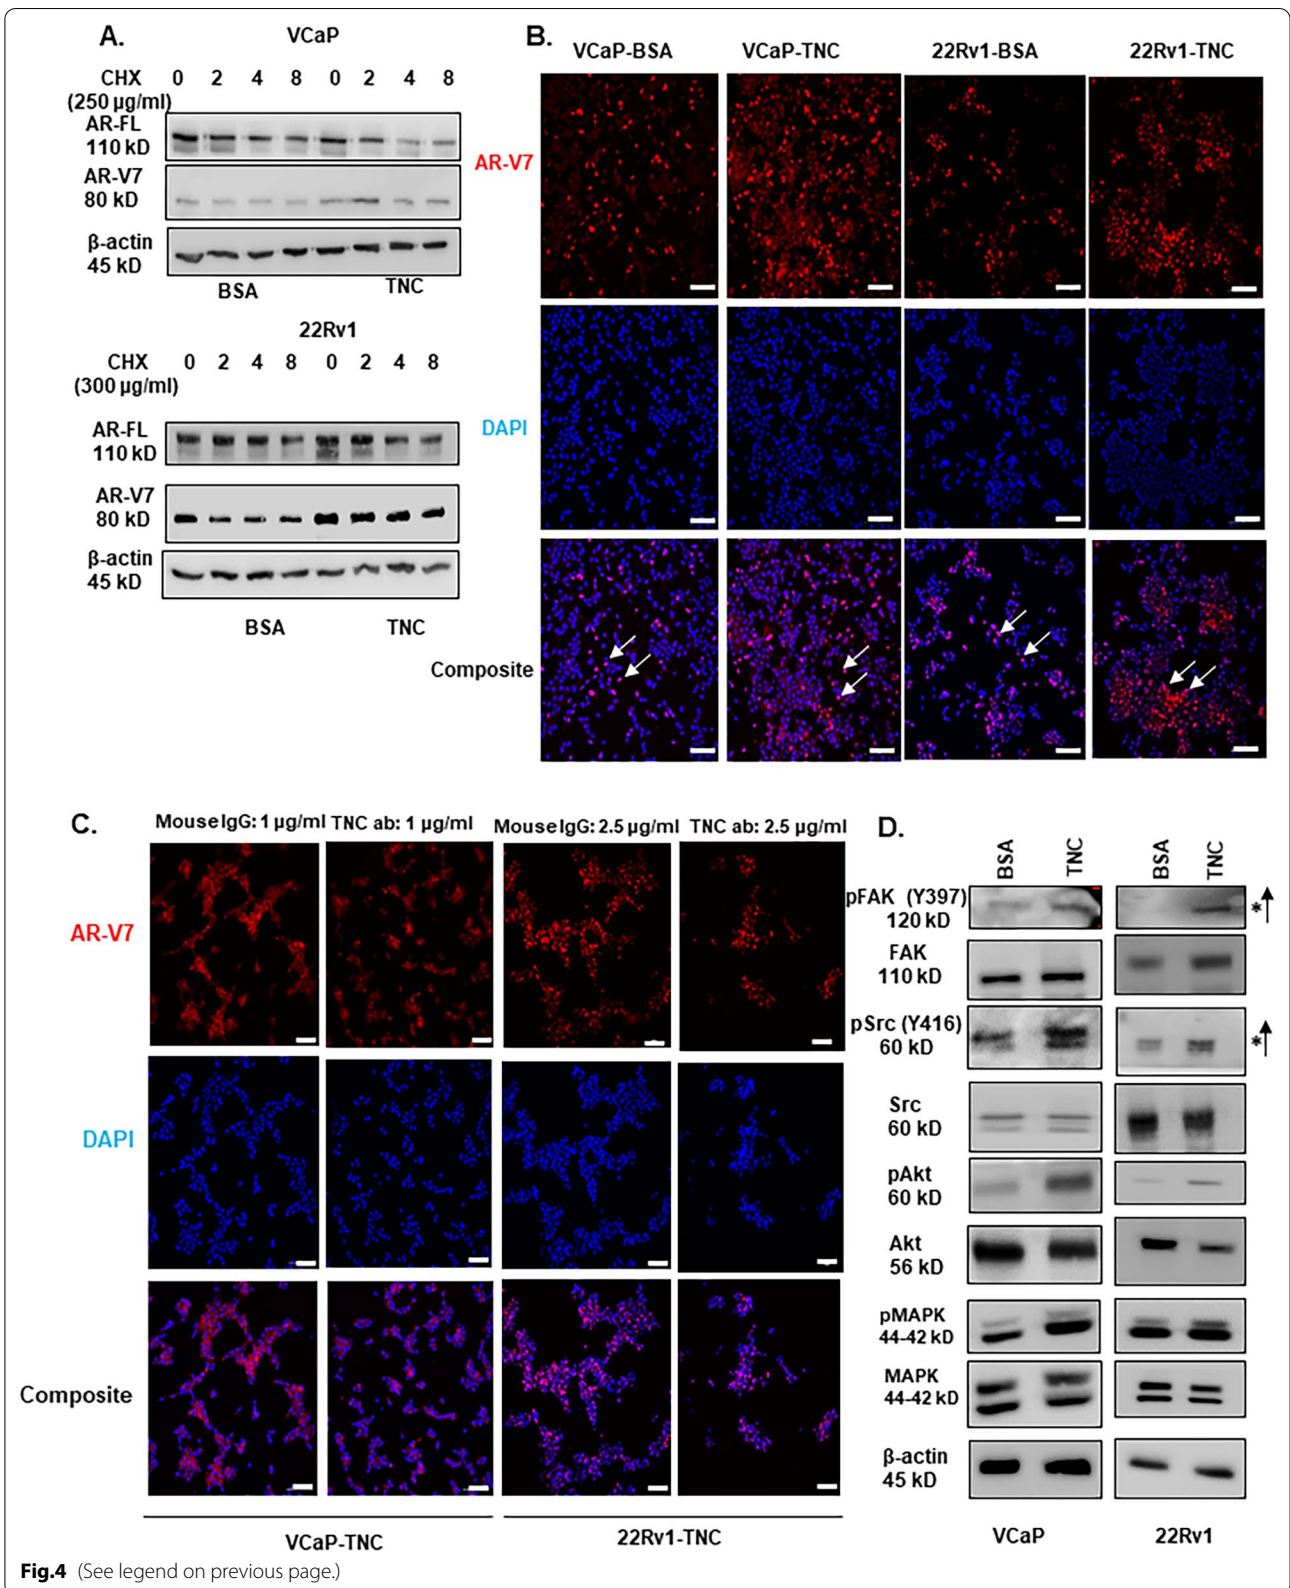 A.
VCaP
CHX 0 2 4 8 0 2 4 8
(250 µg/ml)
AR-FL
110 kD
AR-V7
80 kD
β-actin
45 kD
BSA TNC
22Rv1
CHX 0 2 4 8 0 2 4 8
(300 µg/ml)
AR-FL
110 kD
AR-V7
80 kD
β-actin
45 kD
BSA TNC
B.
VCaP-BSA VCaP-TNC 22Rv1-BSA 22Rv1-TNC
AR-V7
DAPI
Composite
C.
Mouse IgG: 1 µg/ml TNC ab: 1 µg/ml Mouse IgG: 2.5 µg/ml TNC ab: 2.5 µg/ml
AR-V7
DAPI
Composite
VCaP-TNC 22Rv1-TNC
D.
BSA TNC BSA TNC
pFAK (Y397)
120 kD
*
FAK
110 kD
pSrc (Y416)
60 kD
*
Src
60 kD
pAkt
60 kD
Akt
56 kD
pMAPK
44-42 kD
MAPK
44-42 kD
β-actin
45 kD
VCaP 22Rv1
Fig.4 (See legend on previous page.)